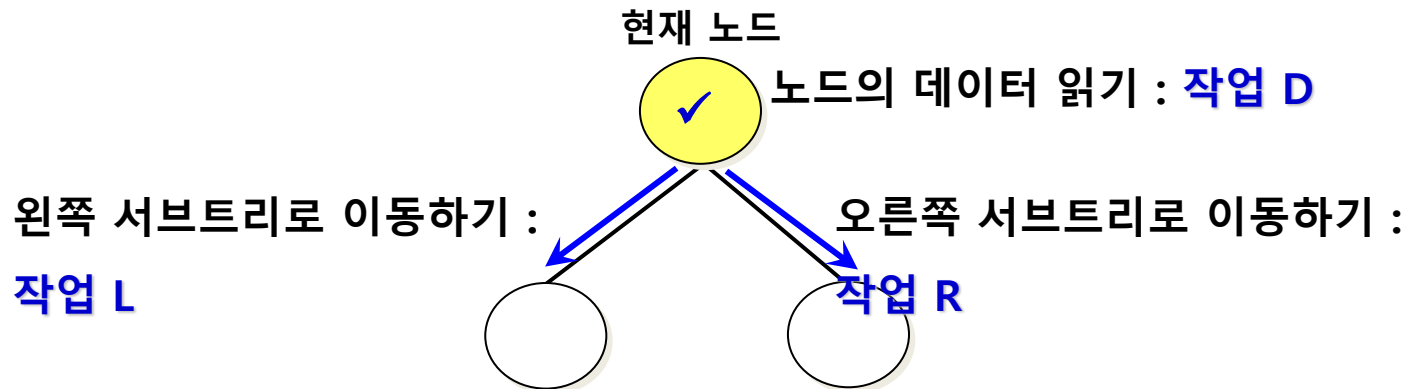 현재 노드
노드의 데이터 읽기 : 작업 D
왼쪽 서브트리로 이동하기 :
작업 L
오른쪽 서브트리로 이동하기 :
작업 R